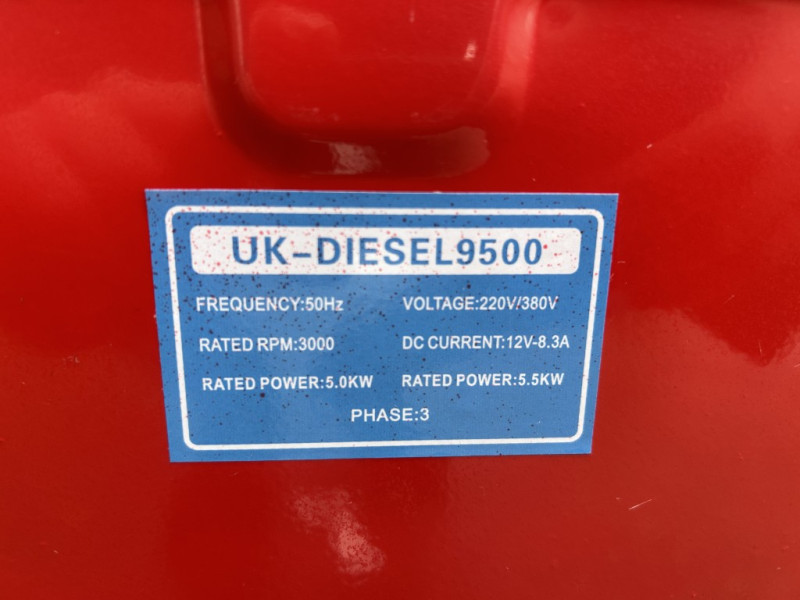 UK-DIESEL9500
FREQUENCY:50Hz VOLTAGE:220V/380V
RATED RPM:3000 DC CURRENT:12V-8.3A
RATED POWER:5.0KW RATED POWER:5.5KW
PHASE:3